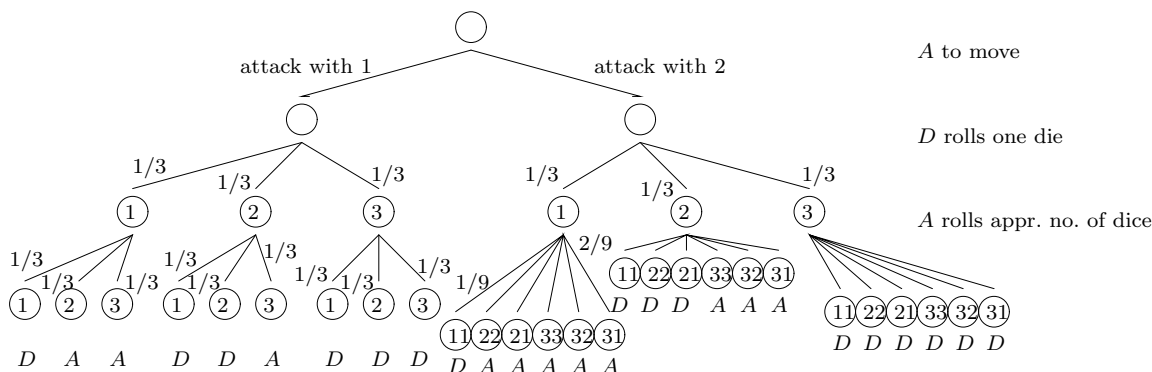 attack with 1 attack with 2 A to move
D rolls one die
1/3 1/3 1/3 1/3 1/3 1/3
1 2 3 1 2 3 A rolls appr. no. of dice
1/3 1/3 1/3 1/3 1/3 1/3 1/3 1/3 1/3 1/9 2/9
11 22 21 33 32 31
D D D A A A
1 2 3 1 2 3 1 2 3
11 22 21 33 32 31
D D D D D D
11 22 21 33 32 31
D A A D D A D D D
D A A A A A